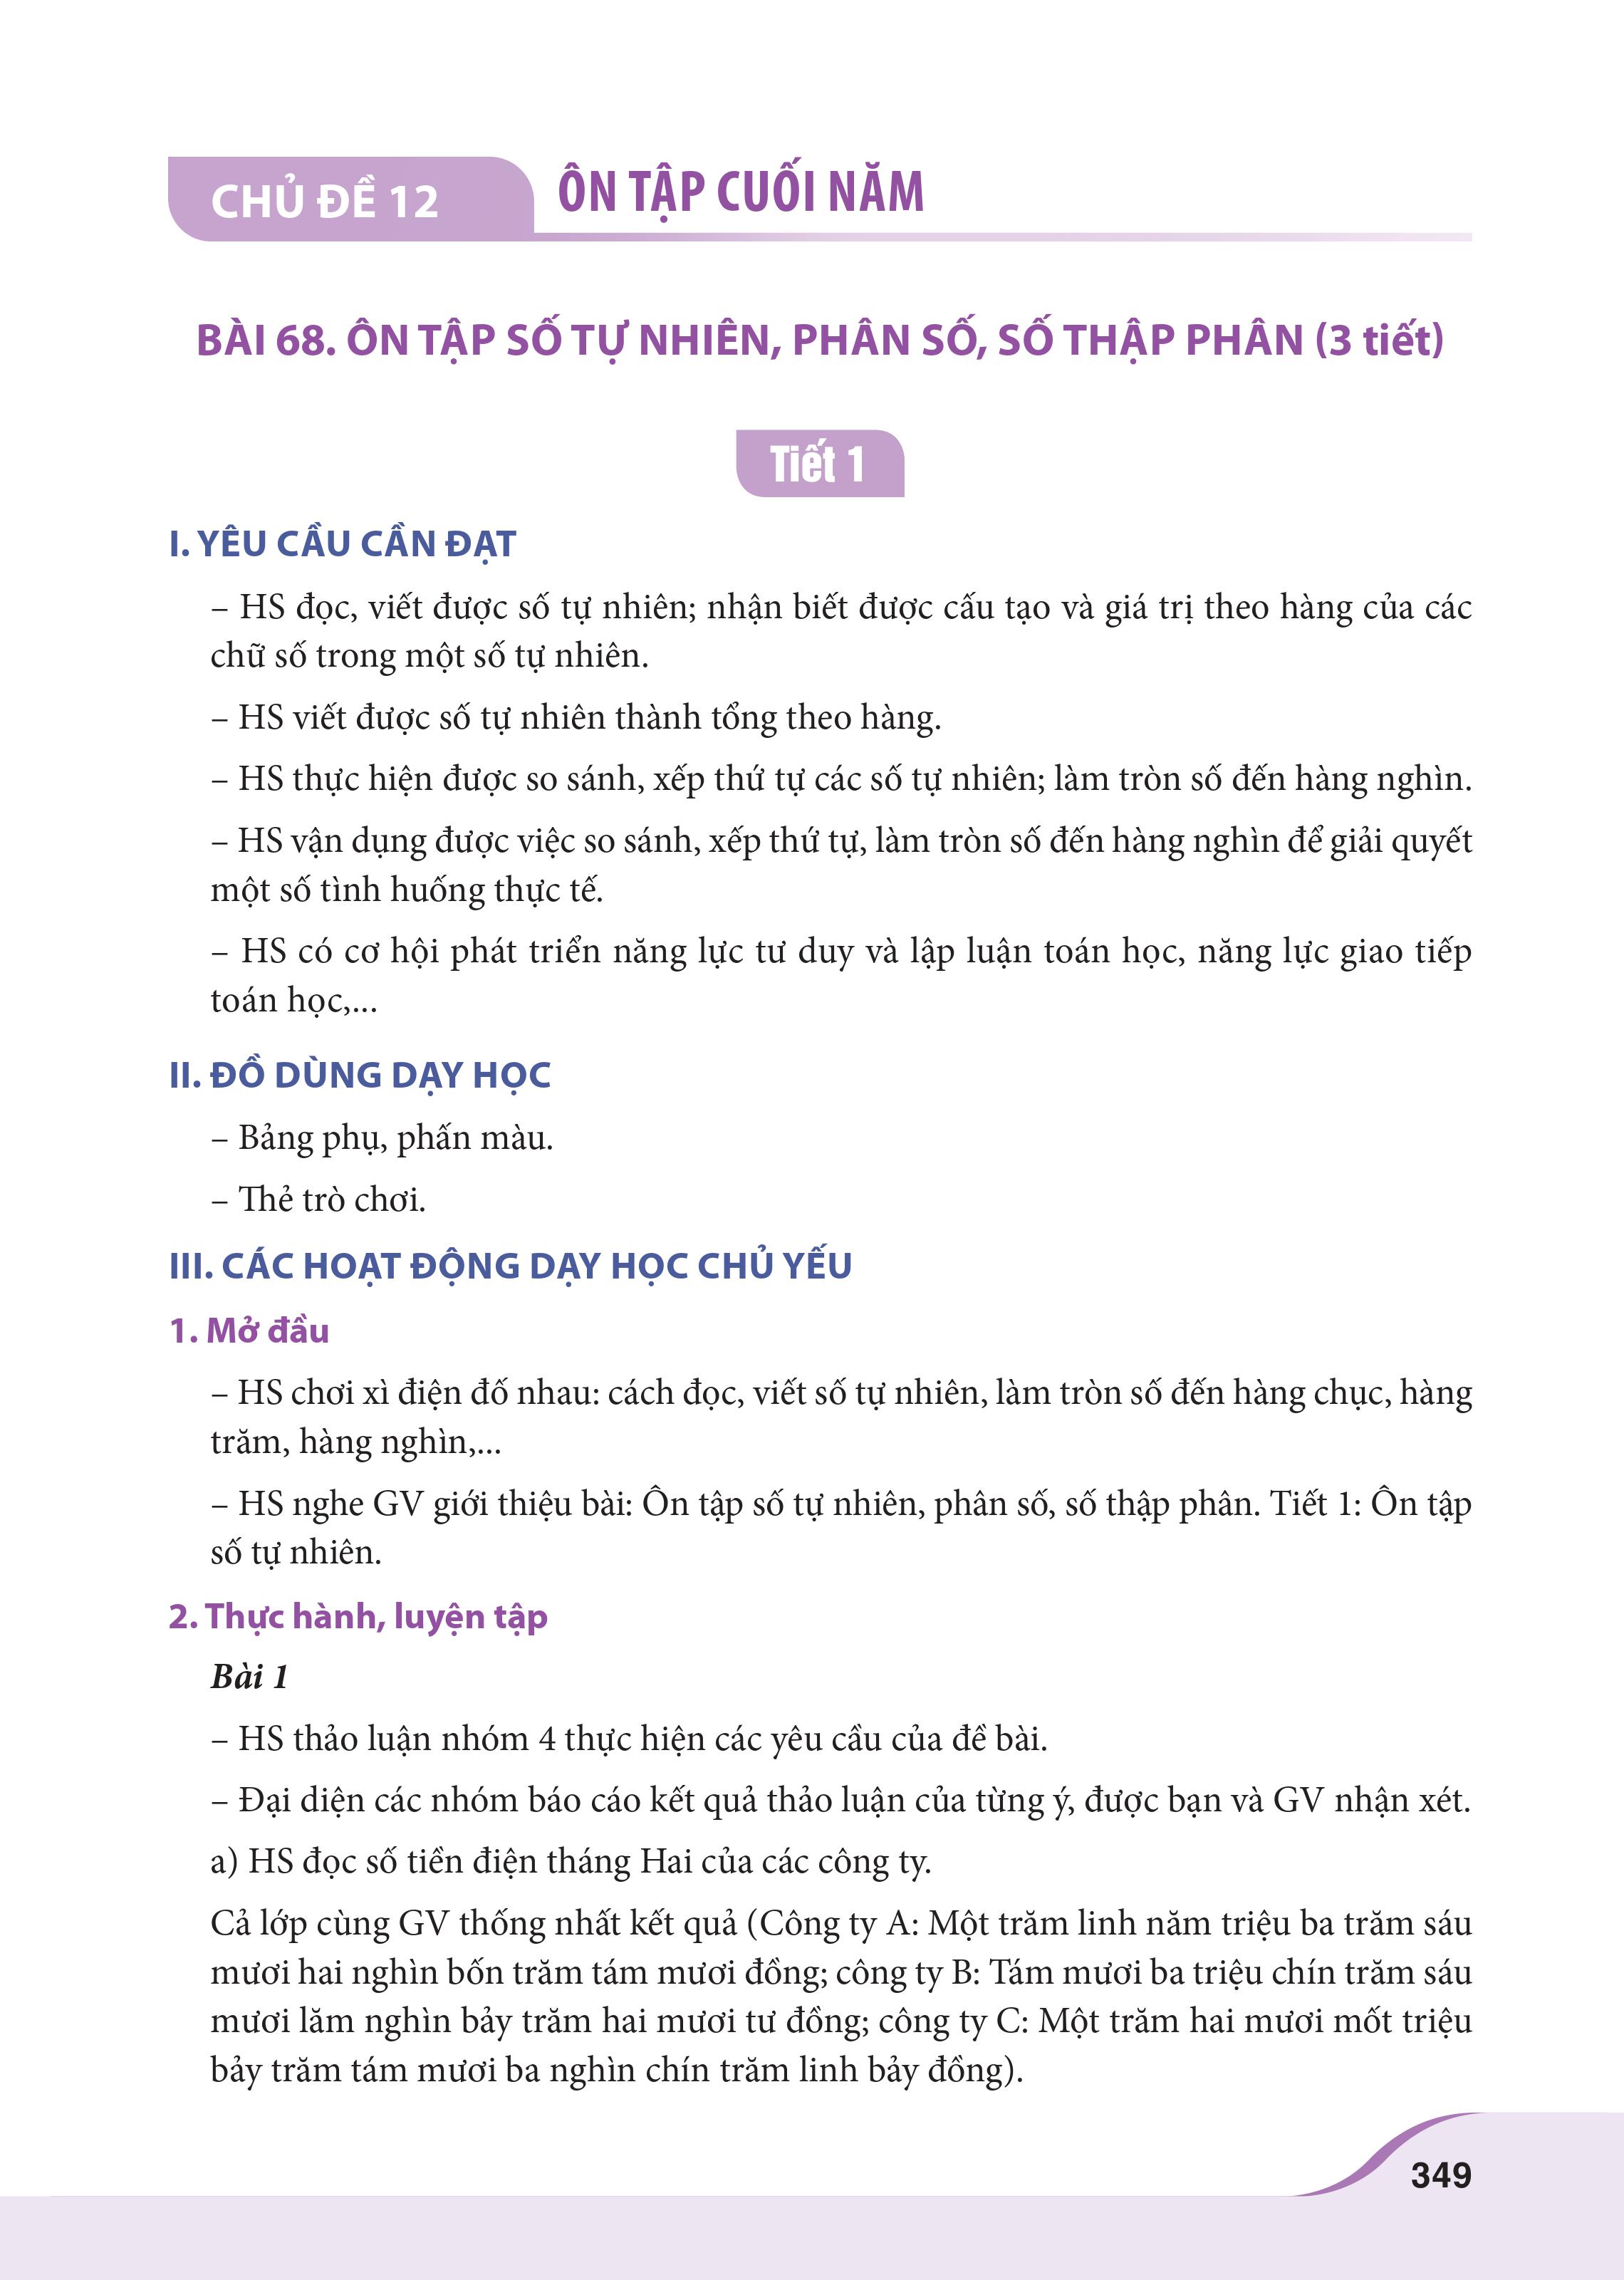 CHỦ ĐỀ 12
ÔN TẬP CUỐI NĂM
BÀI 68. ÔN TẬP SỐ TỰ NHIÊN, PHÂN SỐ, SỐ THẬP PHÂN (3 tiết)
Tiết 1
I. YÊU CẦU CẦN ĐẠT
– HS đọc, viết được số tự nhiên; nhận biết được cấu tạo và giá trị theo hàng của các
chữ số trong một số tự nhiên.
– HS viết được số tự nhiên thành tổng theo hàng.
– HS thực hiện được so sánh, xếp thứ tự các số tự nhiên; làm tròn số đến hàng nghìn.
– HS vận dụng được việc so sánh, xếp thứ tự, làm tròn số đến hàng nghìn để giải quyết
một số tình huống thực tế.
– HS có cơ hội phát triển năng lực tư duy và lập luận toán học, năng lực giao tiếp
toán học,...
II. ĐỒ DÙNG DẠY HỌC
– Bảng phụ, phấn màu.
– Thẻ trò chơi.
III. CÁC HOẠT ĐỘNG DẠY HỌC CHỦ YẾU
1. Mở đầu
– HS chơi xì điện đố nhau: cách đọc, viết số tự nhiên, làm tròn số đến hàng chục, hàng
trăm, hàng nghìn,...
– HS nghe GV giới thiệu bài: Ôn tập số tự nhiên, phân số, số thập phân. Tiết 1: Ôn tập
số tự nhiên.
2. Thực hành, luyện tập
Bài 1
– HS thảo luận nhóm 4 thực hiện các yêu cầu của đề bài.
– Đại diện các nhóm báo cáo kết quả thảo luận của từng ý, được bạn và GV nhận xét.
a) HS đọc số tiền điện tháng Hai của các công ty.
Cả lớp cùng GV thống nhất kết quả (Công ty A: Một trăm linh năm triệu ba trăm sáu
mươi hai nghìn bốn trăm tám mươi đồng; công ty B: Tám mươi ba triệu chín trăm sáu
mươi lăm nghìn bảy trăm hai mươi tư đồng; công ty C: Một trăm hai mươi mốt triệu
bảy trăm tám mươi ba nghìn chín trăm linh bảy đồng).
349